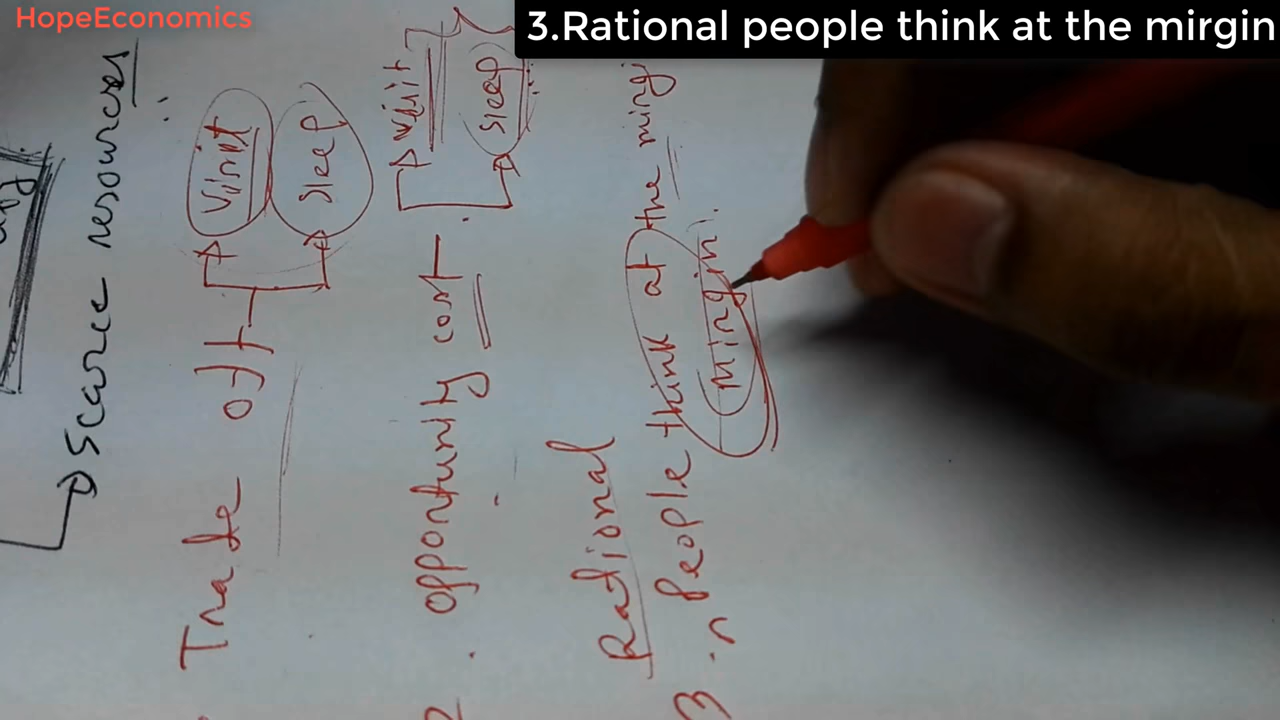 HopeEconomics
3.Rational people think at the mirgin
Scarce resources
Trade off
Visit
sleep
2. opportunity cost.
visit
sleep
Rational
3. people think at the mirgi
mirgin